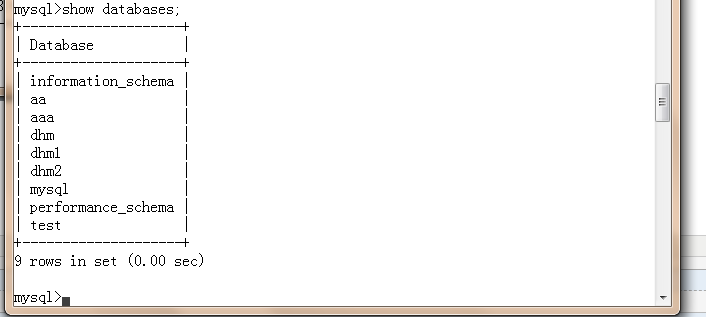 mysql>show databases;
+--------------------+
| Database           |
+--------------------+
| information_schema |
| aa                 |
| aaa                |
| dhm                |
| dhm1               |
| dhm2               |
| mysql              |
| performance_schema |
| test               |
+--------------------+
9 rows in set (0.00 sec)
mysql>